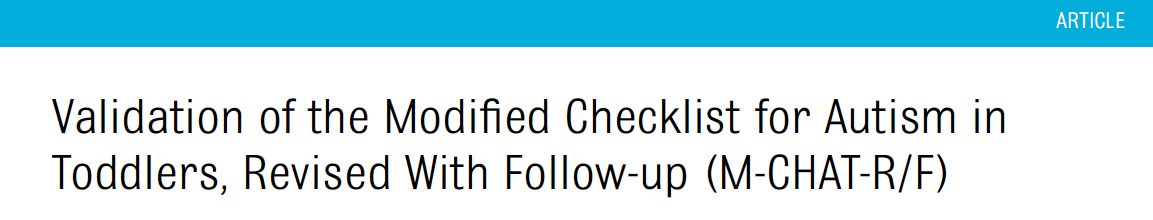 ARTICLE
Validation of the Modified Checklist for Autism in
Toddlers, Revised With Follow-up (M-CHAT-R/F)